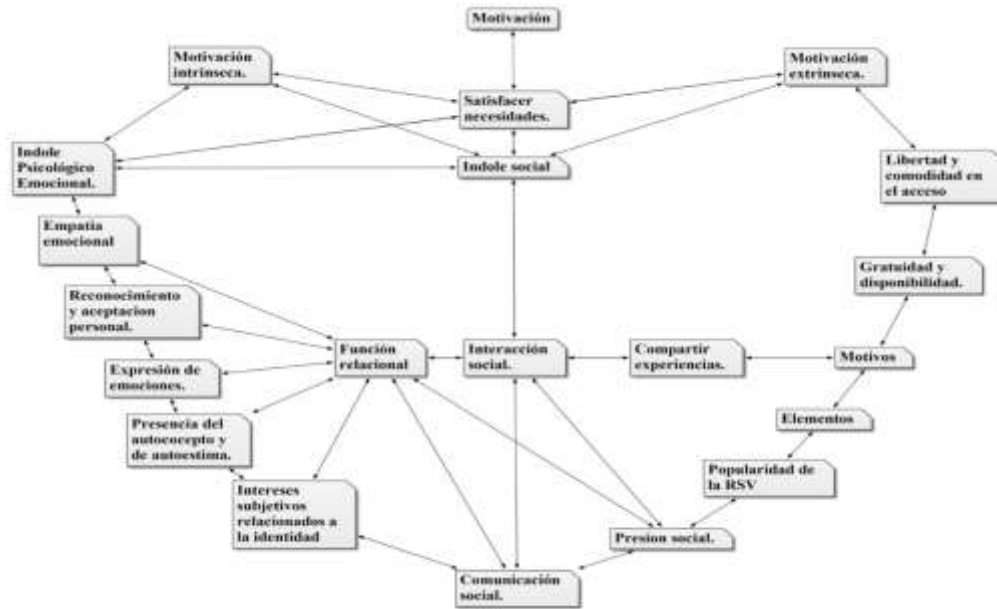 Motivación
Motivación
intrínseca.
Motivación
extrinseca.
Satisfacer
necesidades.
Indole
Psicológico
Emocional.
Indole social
Libertad y
comodidad en
el acceso
Empatía
emocional
Gratuidad y
disponibilidad.
Reconocimiento
y aceptacion
personal.
Función
relacional
Interacción
social.
Compartir
experiencias.
Motivos
Expresión de
emociones.
Elementos
Presencia del
autococepto y
de autoestima.
Popularidad de
la RSV
Intereses
subjetivos
relacionados a
la identidad
Presion social.
Comunicación
social.